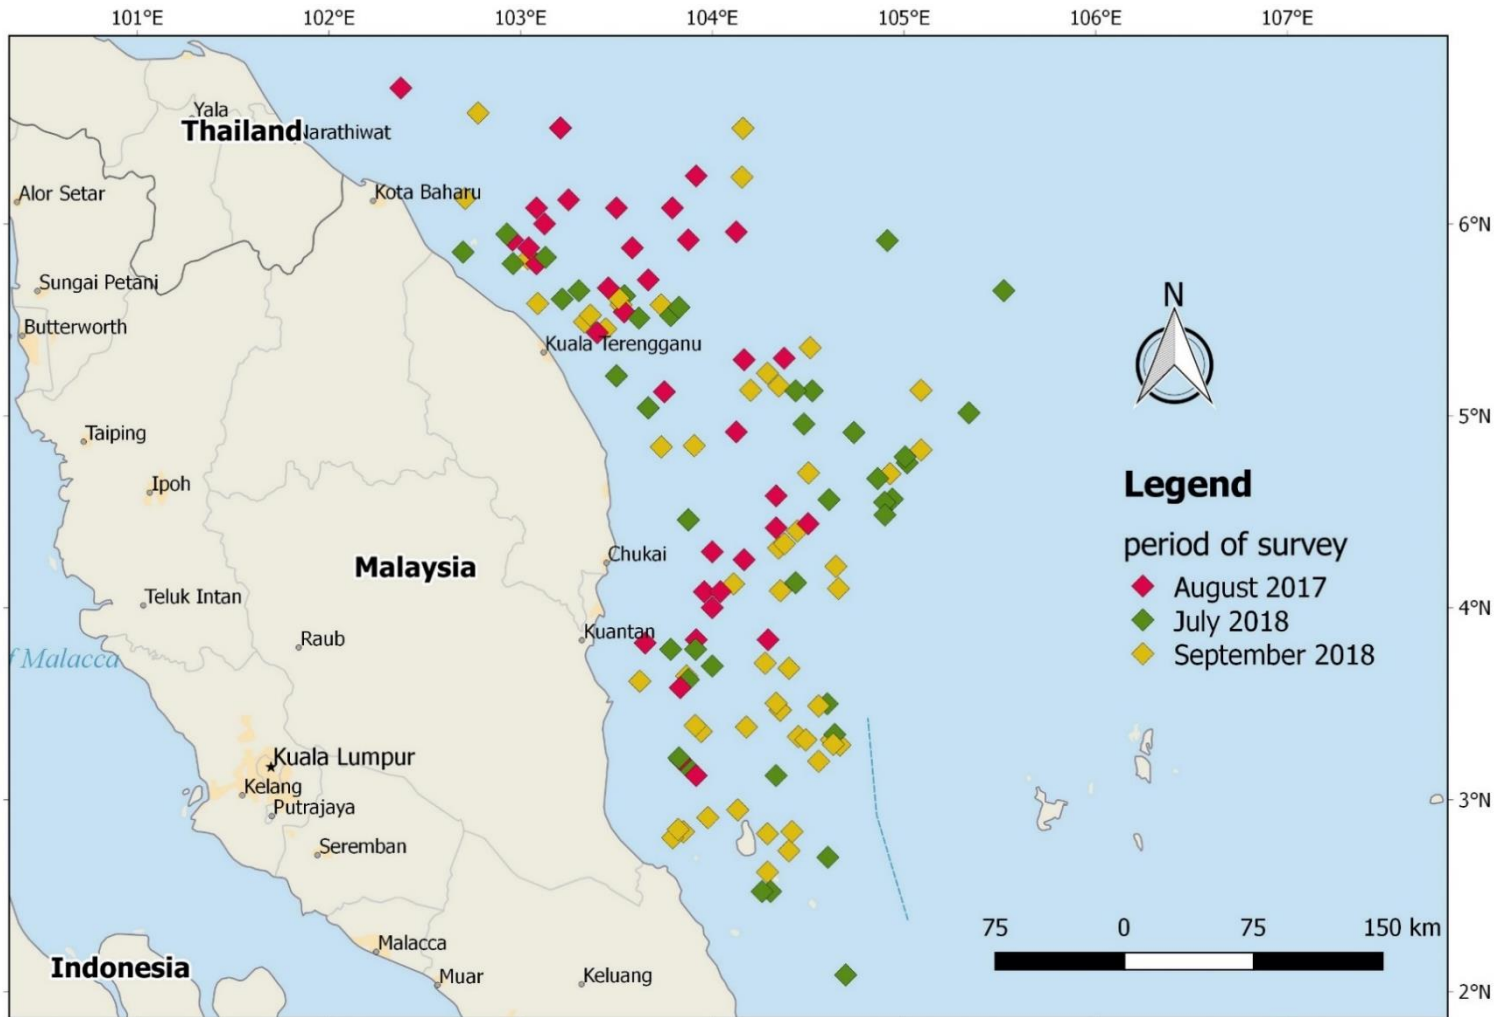 101°E 102°E 103°E 104°E 105°E 106°E 107°E
Yala
Thailand
Narathiwat
Alor Setar
Kota Baharu
6°N
Sungai Petani
N
Butterworth
Kuala Terengganu
5°N
Taiping
Ipoh
Legend
period of survey
Chukai
Malaysia
August 2017
Teluk Intan
4°N
July 2018
Kuantan
Raub
September 2018
f Malacca
Kuala Lumpur
Kelang
3°N
Putrajaya
Seremban
75 0 75 150 km
Malacca
Indonesia
Muar
Keluang
2°N